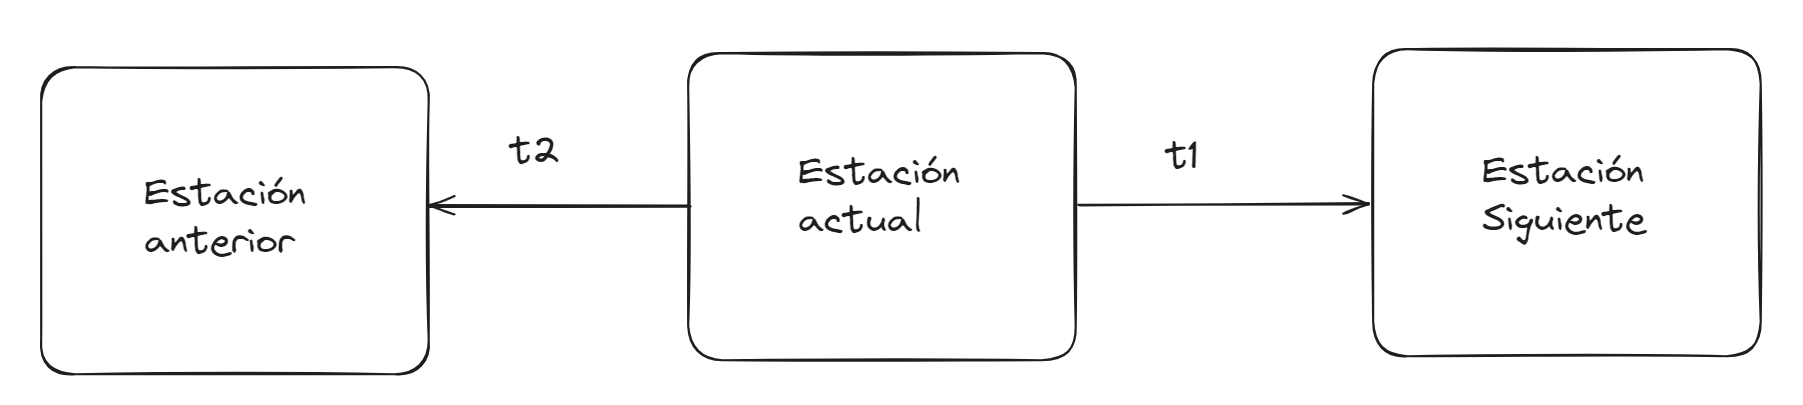 Estación
anterior
t2
Estación
actual
t1
Estación
Siguiente